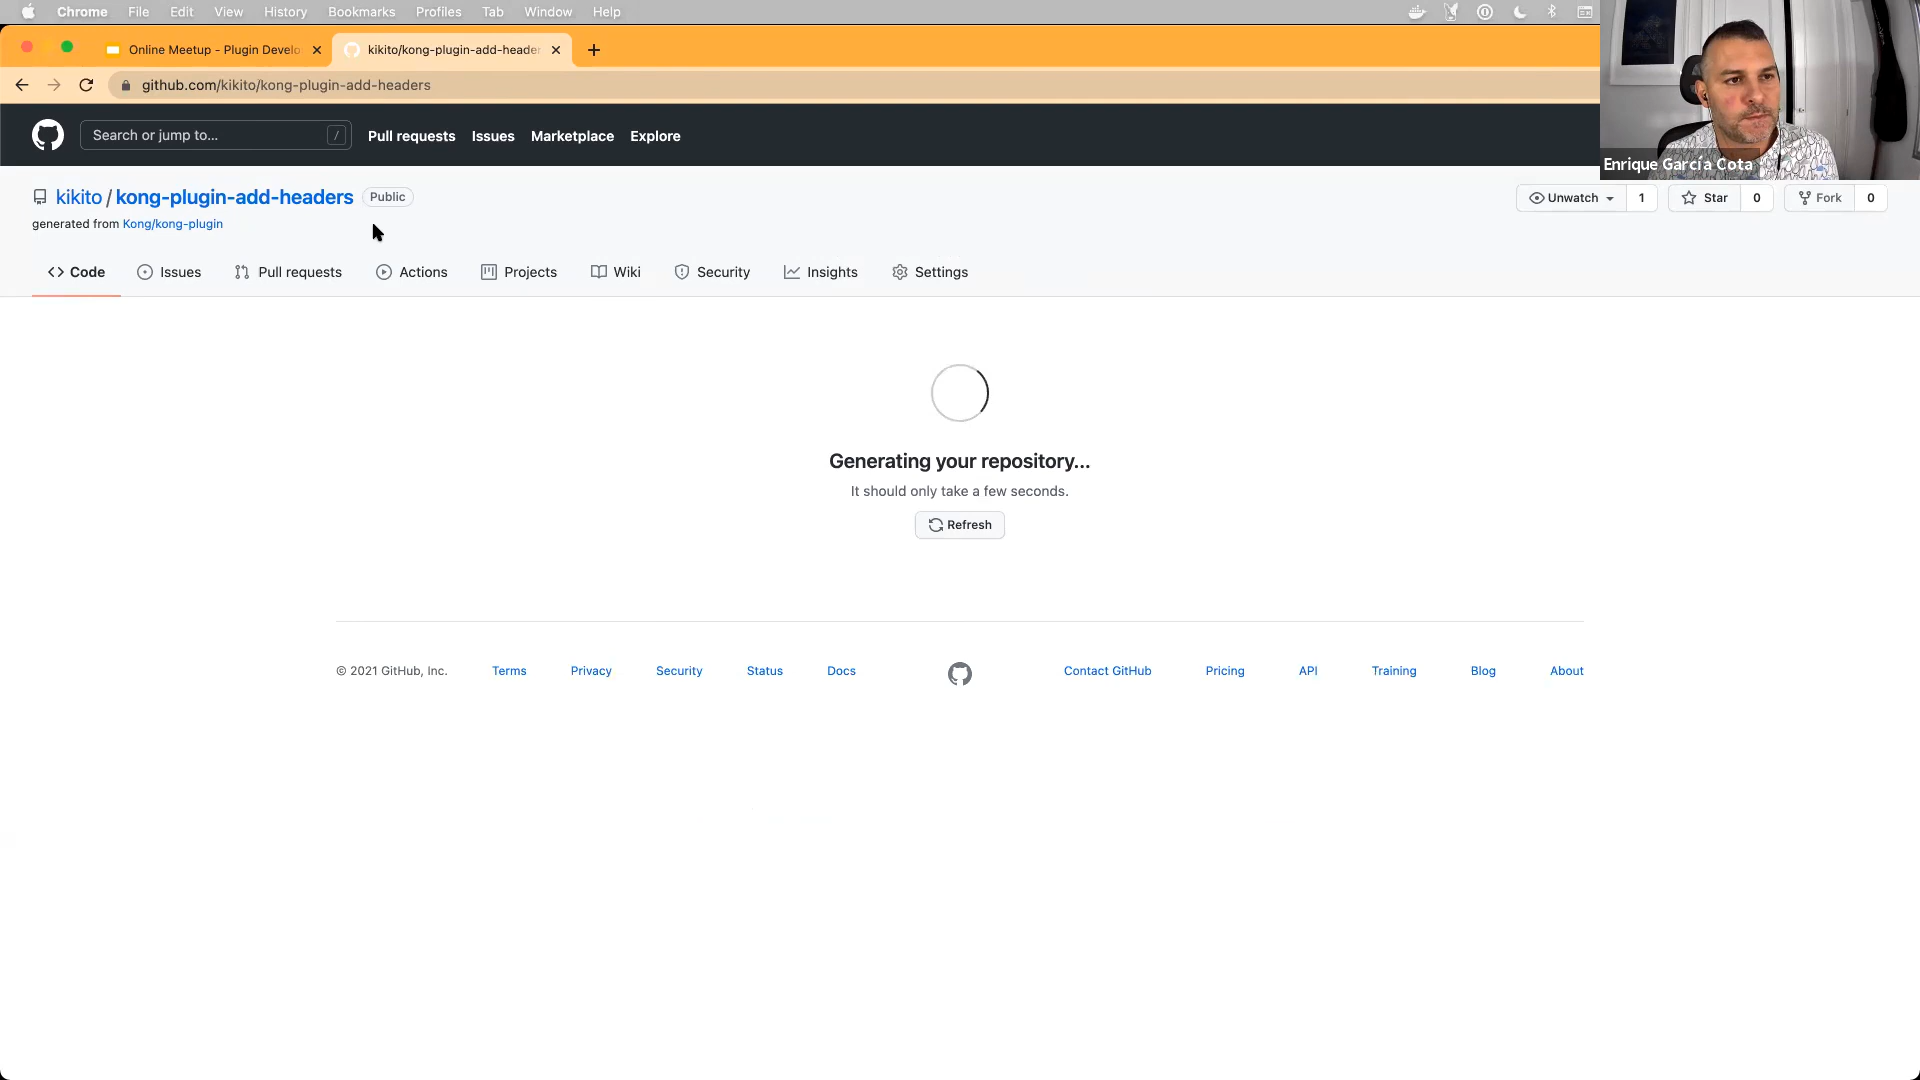 Chrome File Edit View History Bookmarks Profiles Tab Window Help
Online Meetup - Plugin Develo
kikito/kong-plugin-add-header
github.com/kikito/kong-plugin-add-headers
Search or jump to... /
Pull requests Issues Marketplace Explore
Enrique García Cota
kikito / kong-plugin-add-headers Public
Unwatch 1 Star 0 Fork 0
generated from Kong/kong-plugin
Code Issues Pull requests Actions Projects Wiki Security Insights Settings
Generating your repository...
It should only take a few seconds.
Refresh
© 2021 GitHub, Inc. Terms Privacy Security Status Docs Contact GitHub Pricing API Training Blog About